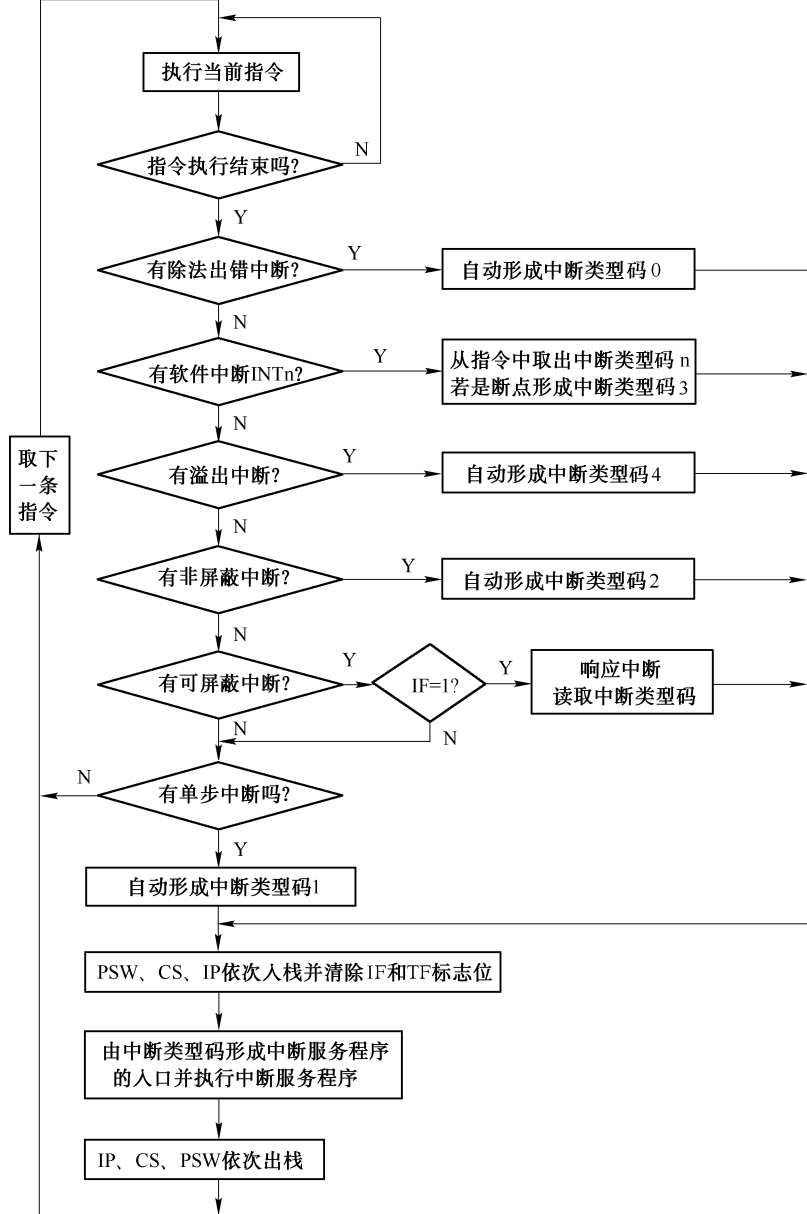 执行当前指令
指令执行结束吗?
N
Y
有除法出错中断?
Y
自动形成中断类型码0
N
有软件中断INTn?
Y
从指令中取出中断类型码n
若是断点形成中断类型码3
N
有溢出中断?
Y
自动形成中断类型码4
取下
一条
指令
N
有非屏蔽中断?
Y
自动形成中断类型码2
N
有可屏蔽中断?
Y
IF=1?
Y
响应中断
读取中断类型码
N
N
有单步中断吗?
N
Y
自动形成中断类型码1
PSW、CS、IP依次入栈并清除IF和TF标志位
由中断类型码形成中断服务程序
的入口并执行中断服务程序
IP、CS、PSW依次出栈